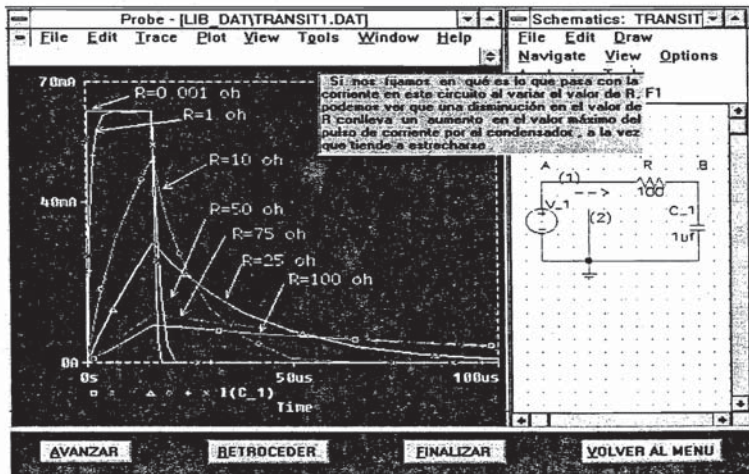 Probe - [LIB_DAT\TRANSIT1.DAT]
File Edit Trace Plot View Tools Window Help
70mA
40mA
0A
0s
50us
100us
R=0.001 oh
R=1 oh
R=10 oh
R=50 oh
R=75 oh
R=25 oh
R=100 oh
I(C_1)
Time
Si nos fijamos en qué es lo que pasa con la
corriente en este circuito al variar el valor de R,
podemos ver que una disminución en el valor de
R conlleva un aumento en el valor máximo del
pulso de corriente por el condensador, a la vez
que tiende a estrecharse
Schematics: TRANSIT
File Edit Draw
Navigate View Options
F1
A
R
B
(1)
100
V_1
(2)
C_1
1uf
AVANZAR
RETROCEDER
FINALIZAR
VOLVER AL MENU